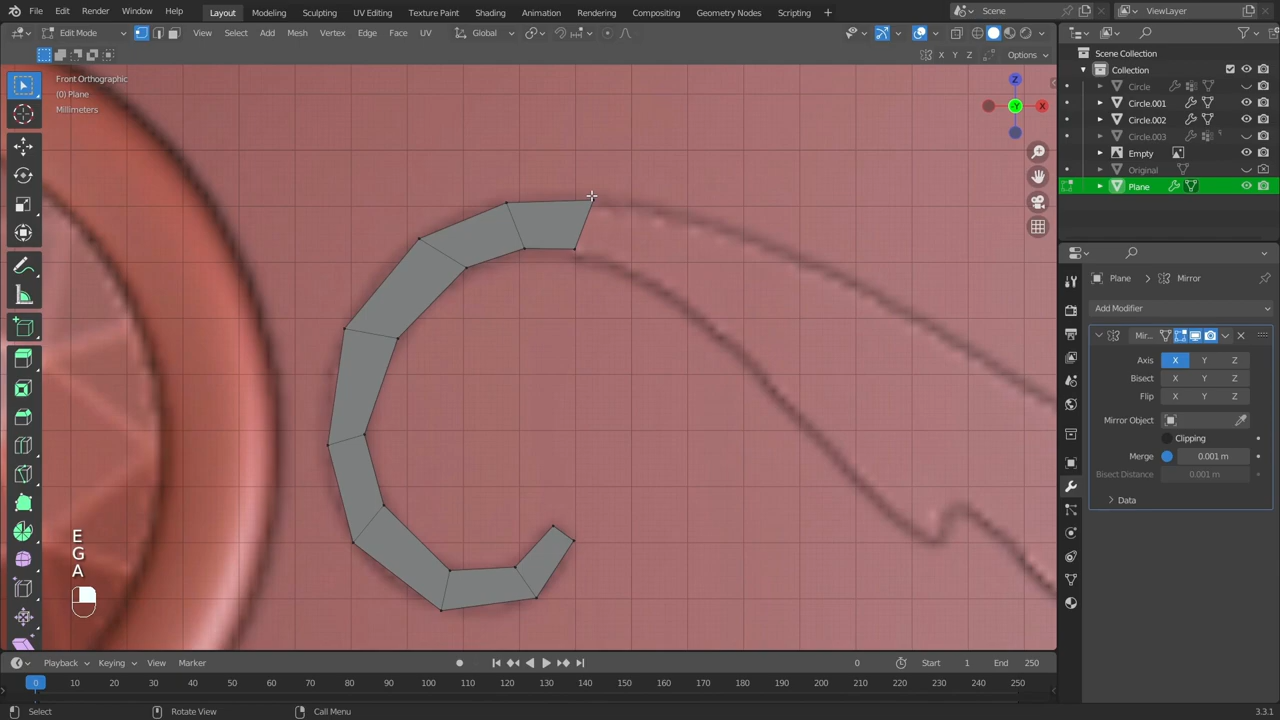 File Edit Render Window Help Layout Modeling Sculpting UV Editing Texture Paint Shading Animation Rendering Compositing Geometry Nodes Scripting + Scene ViewLayer
Edit Mode View Select Add Mesh Vertex Edge Face UV Global
X Y Z Options
Front Orthographic
(0) Plane
Millimeters
Z
-Y
X
Scene Collection
Collection
Circle
Circle.001
Circle.002
Circle.003
Empty
Original
Plane
Plane Mirror
Add Modifier
Mir...
Axis X Y Z
Bisect X Y Z
Flip X Y Z
Mirror Object
Clipping
Merge 0.001 m
Bisect Distance 0.001 m
Data
E
G
A
Playback Keying View Marker 0 Start 1 End 250
0 10 20 30 40 50 60 70 80 90 100 110 120 130 140 150 160 170 180 190 200 210 220 230 240 250
Select Rotate View Call Menu 3.3.1